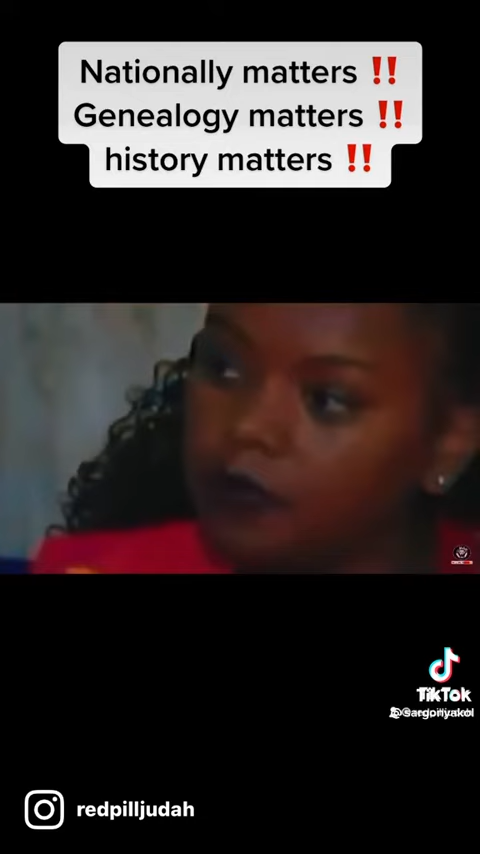 Nationally matters ‼️
Genealogy matters ‼️
history matters ‼️
TikTok
redpilljudah